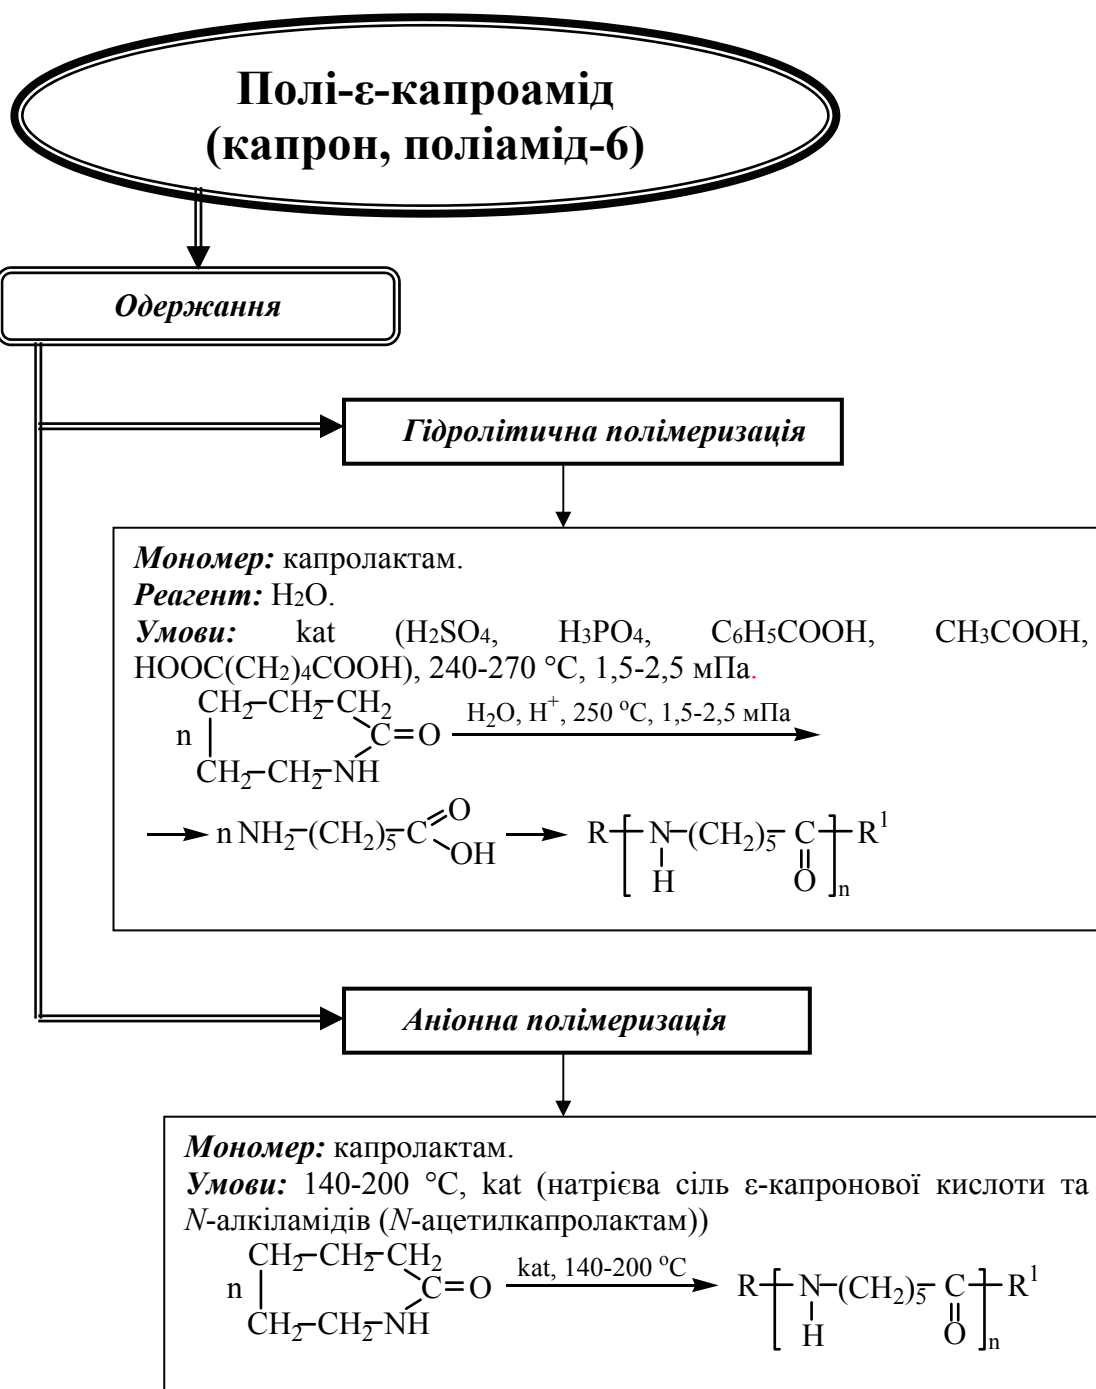 Полі-ε-капроамід
(капрон, поліамід-6)
Одержання
Гідролітична полімеризація
Мономер: капролактам.
Реагент: H₂O.
Умови: kat (H₂SO₄, H₃PO₄, C₆H₅COOH, CH₃COOH,
HOOC(CH₂)₄COOH), 240-270 °C, 1,5-2,5 мПа.
CH₂-CH₂-CH₂
n C=O H₂O, H⁺, 250 °C, 1,5-2,5 мПа
CH₂-CH₂-NH
n NH₂-(CH₂)₅-C=O OH R-[-N-(CH₂)₅-C-]-R¹
H O n
Аніонна полімеризація
Мономер: капролактам.
Умови: 140-200 °C, kat (натрієва сіль ε-капронової кислоти та
N-алкіламідів (N-ацетилкапролактам))
CH₂-CH₂-CH₂
n C=O kat, 140-200 °C R-[-N-(CH₂)₅-C-]-R¹
CH₂-CH₂-NH H O n